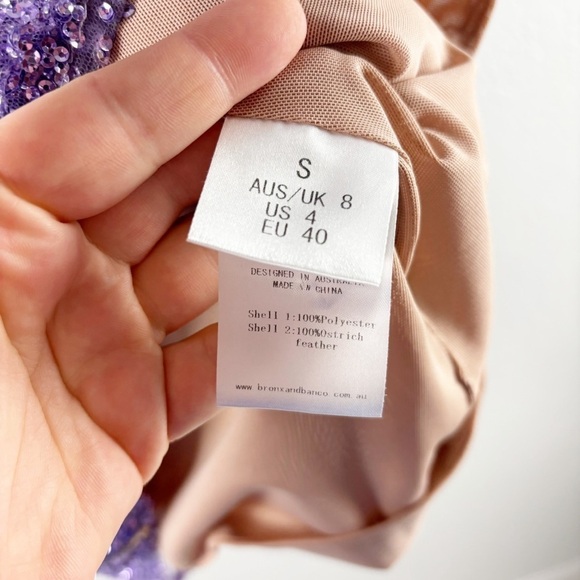 S
AUS/UK 8
US 4
EU 40
DESIGNED IN AUSTRALIA
MADE IN CHINA
Shell 1:100%Polyester
Shell 2:100%Ostrich
feather
www.bronxandbanco.com.au